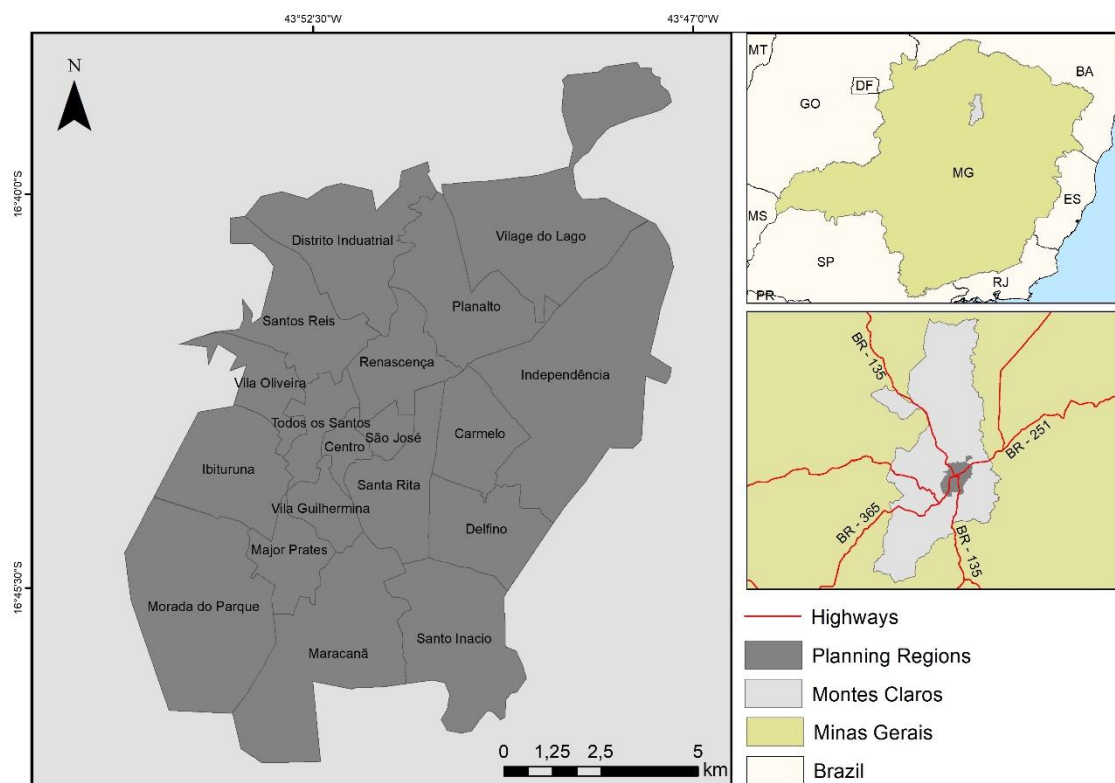 43°52'30"W
43°47'0"W
N
16°40'0"S
16°45'30"S
Distrito Induatrial
Vilage do Lago
Planalto
Santos Reis
Renascença
Independência
Vila Oliveira
Todos os Santos
Centro
São José
Carmelo
Ibituruna
Santa Rita
Vila Guilhermina
Delfino
Major Prates
Morada do Parque
Maracanã
Santo Inacio
0 1,25 2,5 5
km
MT
BA
DF
GO
MG
ES
MS
SP
RJ
PR
BR - 135
BR - 251
BR - 365
BR - 135
Highways
Planning Regions
Montes Claros
Minas Gerais
Brazil